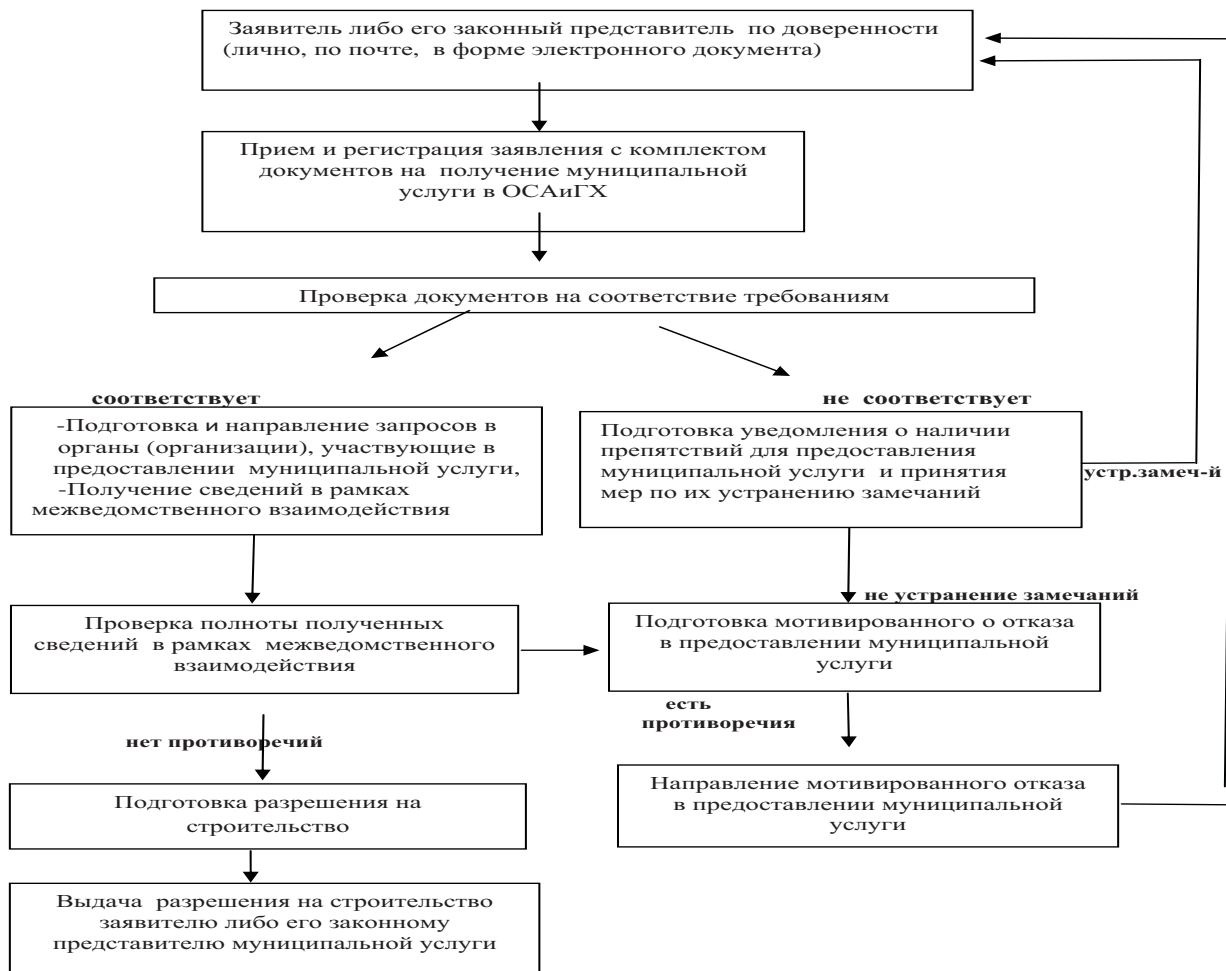 Заявитель либо его законный представитель по доверенности
(лично, по почте, в форме электронного документа)
Прием и регистрация заявления с комплектом
документов на получение муниципальной
услуги в ОСАиГХ
Проверка документов на соответствие требованиям
соответствует
не соответствует
-Подготовка и направление запросов в
органы (организации), участвующие в
предоставлении муниципальной услуги,
-Получение сведений в рамках
межведомственного взаимодействия
Подготовка уведомления о наличии
препятствий для предоставления
муниципальной услуги и принятия
мер по их устранению замечаний
устр.замеч-й
не устранение замечаний
Проверка полноты полученных
сведений в рамках межведомственного
взаимодействия
Подготовка мотивированного о отказа
в предоставлении муниципальной
услуги
есть
противоречия
нет противоречий
Подготовка разрешения на
строительство
Направление мотивированного отказа
в предоставлении муниципальной
услуги
Выдача разрешения на строительство
заявителю либо его законному
представителю муниципальной услуги